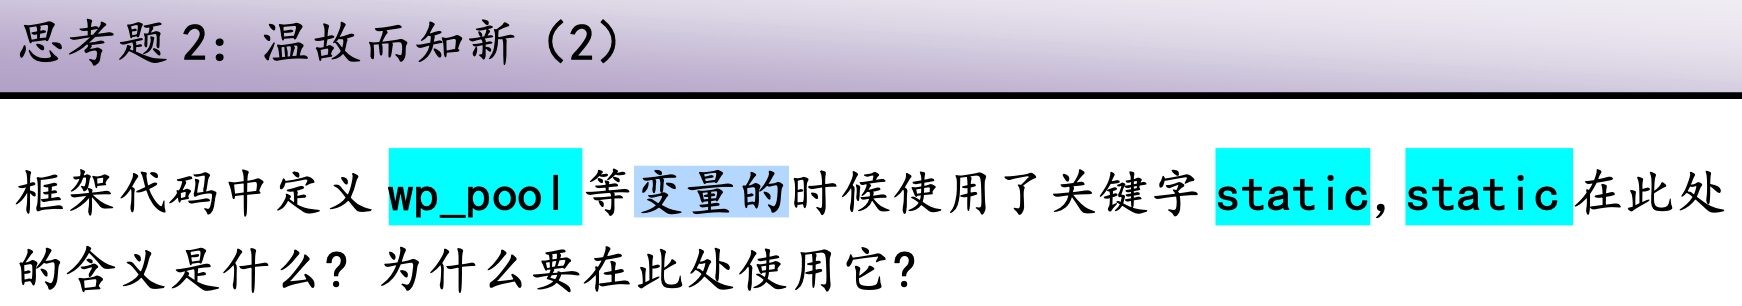 思考题 2：温故而知新（2）
框架代码中定义 wp_pool 等变量的时候使用了关键字 static，static 在此处
的含义是什么？为什么要在此处使用它？